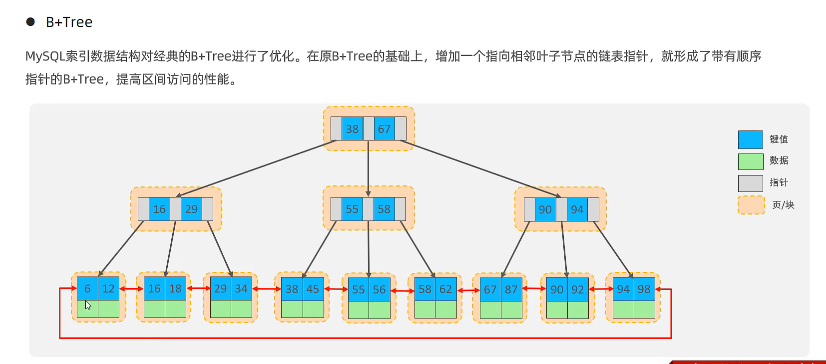 ● B+Tree
MySQL索引数据结构对经典的B+Tree进行了优化。在原B+Tree的基础上，增加一个指向相邻叶子节点的链表指针，就形成了带有顺序
指针的B+Tree，提高区间访问的性能。
38 67
键值
数据
指针
页/块
16 29 55 58 90 94
6 12 16 18 29 34 38 45 55 56 58 62 67 87 90 92 94 98